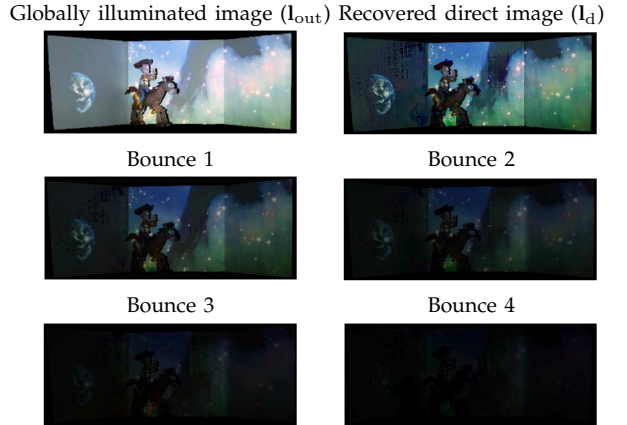 Globally illuminated image (l_out) Recovered direct image (l_d)
Bounce 1 Bounce 2
Bounce 3 Bounce 4